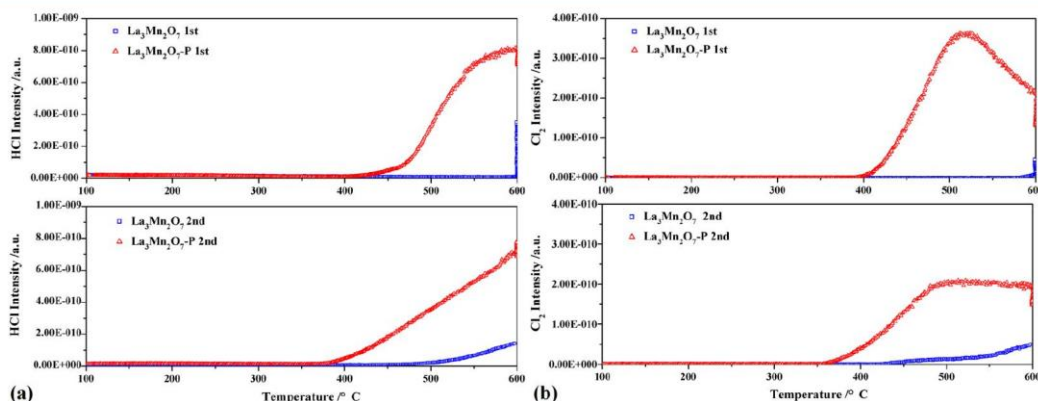 1.00E-009
8.00E-010
6.00E-010
4.00E-010
2.00E-010
0.00E+000
HCl Intensity /a.u.
La₃Mn₂O₇ 1st
La₃Mn₂O₇-P 1st
100 200 300 400 500 600
1.00E-009
8.00E-010
6.00E-010
4.00E-010
2.00E-010
0.00E+000
HCl Intensity /a.u.
La₃Mn₂O₇ 2nd
La₃Mn₂O₇-P 2nd
100 200 300 400 500 600
(a) Temperature /° C
4.00E-010
3.00E-010
2.00E-010
1.00E-010
0.00E+000
Cl₂ Intensity /a.u.
La₃Mn₂O₇ 1st
La₃Mn₂O₇-P 1st
100 200 300 400 500 600
4.00E-010
3.00E-010
2.00E-010
1.00E-010
0.00E+000
Cl₂ Intensity /a.u.
La₃Mn₂O₇ 2nd
La₃Mn₂O₇-P 2nd
100 200 300 400 500 600
(b) Temperature /° C